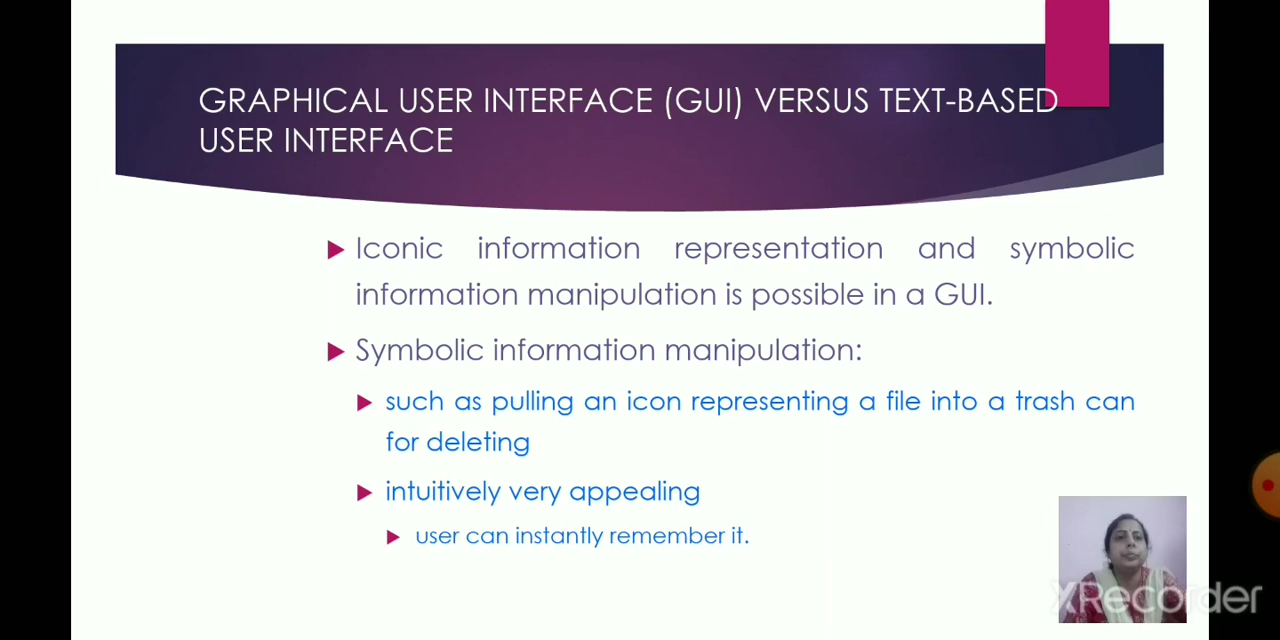 GRAPHICAL USER INTERFACE (GUI) VERSUS TEXT-BASED
USER INTERFACE
Iconic information representation and symbolic
information manipulation is possible in a GUI.
Symbolic information manipulation:
such as pulling an icon representing a file into a trash can
for deleting
intuitively very appealing
user can instantly remember it.
XRecorder